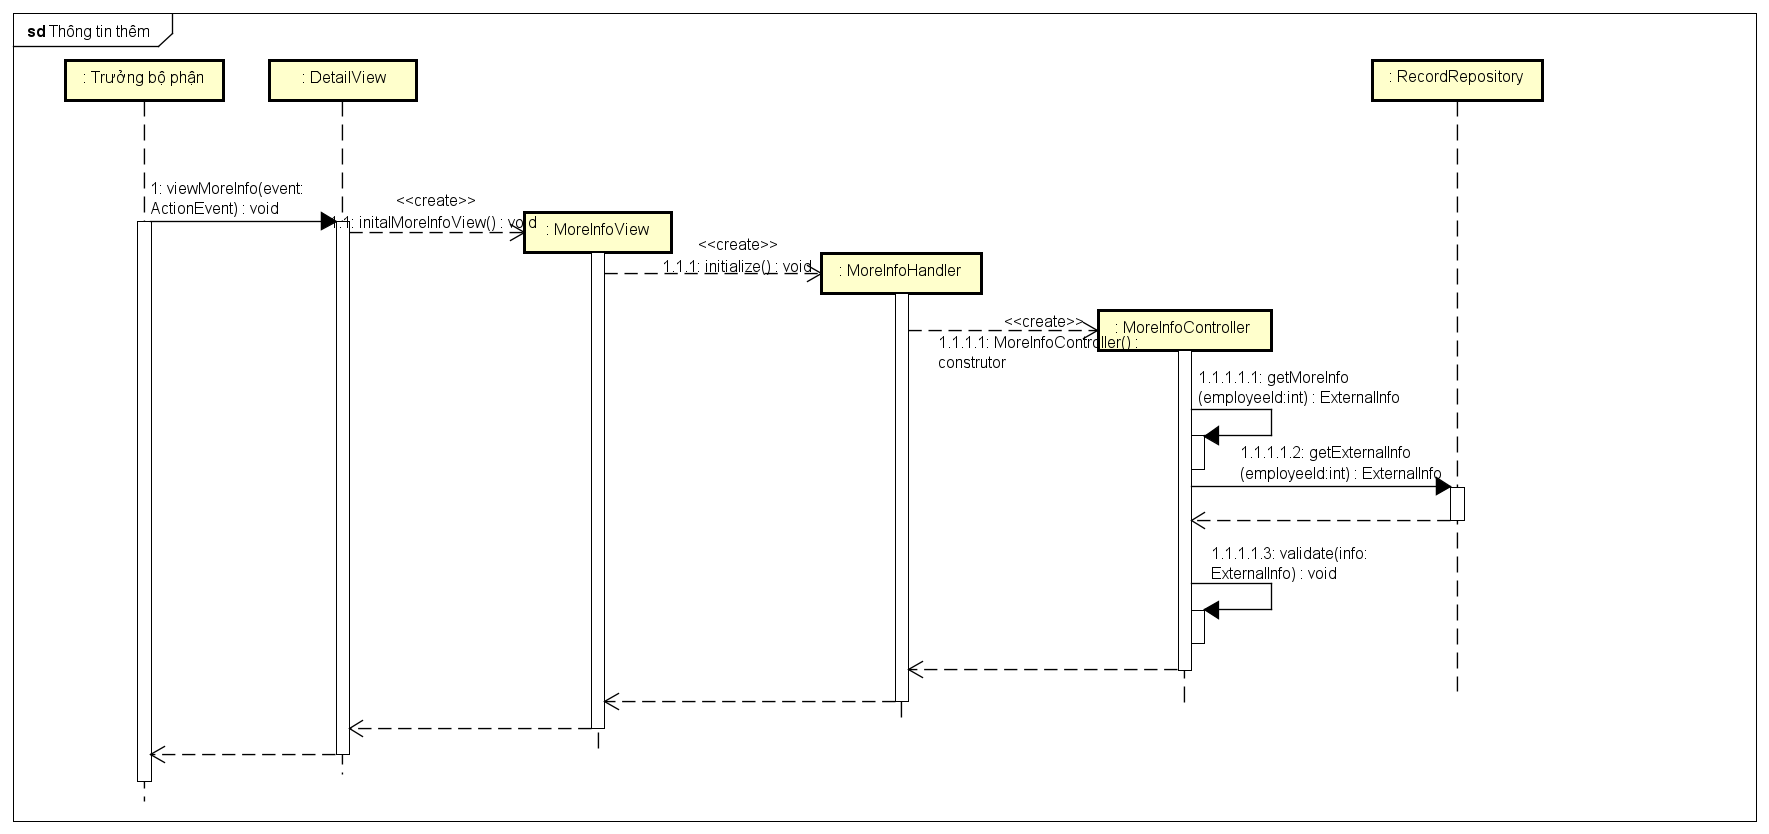 sd Thông tin thêm
: Trưởng bộ phận
: DetailView
: RecordRepository
1: viewMoreInfo(event:
ActionEvent) : void
<<create>>
1.1: initalMoreInfoView() : void
: MoreInfoView
<<create>>
1.1.1: initialize() : void
: MoreInfoHandler
<<create>>
1.1.1.1: MoreInfoController() :
construtor
: MoreInfoController
1.1.1.1.1: getMoreInfo
(employeeId:int) : ExternalInfo
1.1.1.1.2: getExternalInfo
(employeeId:int) : ExternalInfo
1.1.1.1.3: validate(info:
ExternalInfo) : void